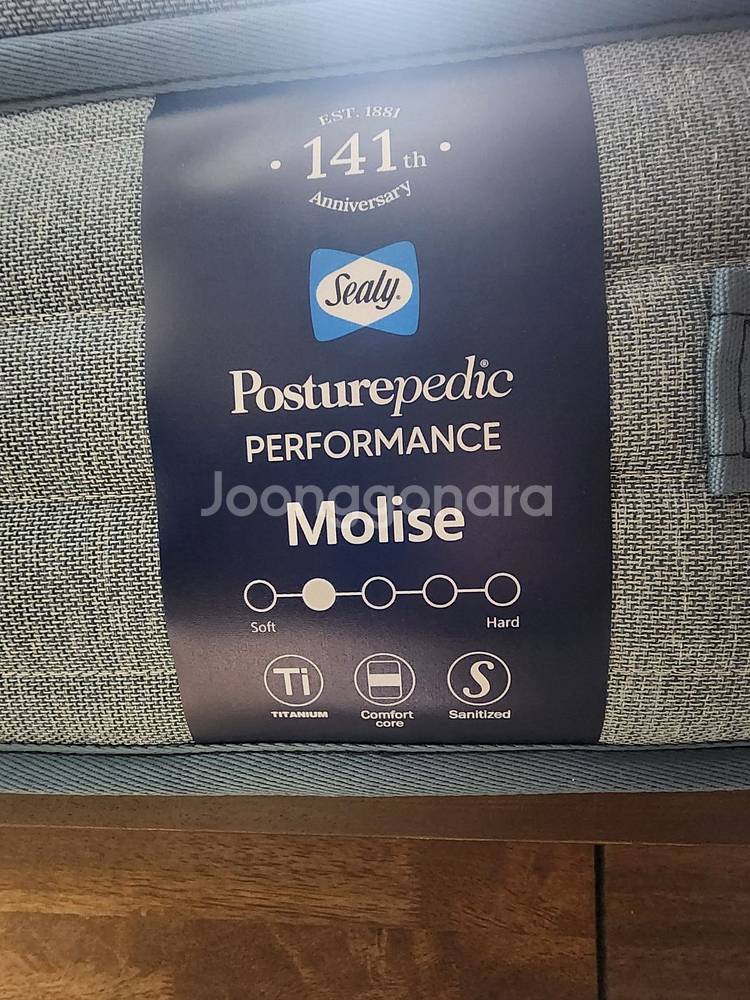 EST. 1881
• 141th •
Anniversary
Sealy®
Posturepedic®
PERFORMANCE
Joonggonara
Molise
Soft Hard
Ti S
TITANIUM Comfort core Sanitized